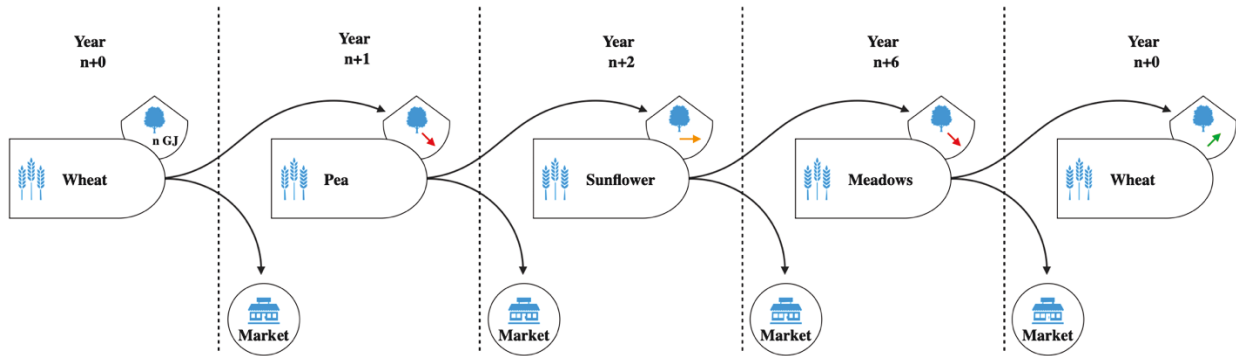 Year
n+0
Year
n+1
Year
n+2
Year
n+6
Year
n+0
n GJ
Wheat
Pea
Sunflower
Meadows
Wheat
Market
Market
Market
Market